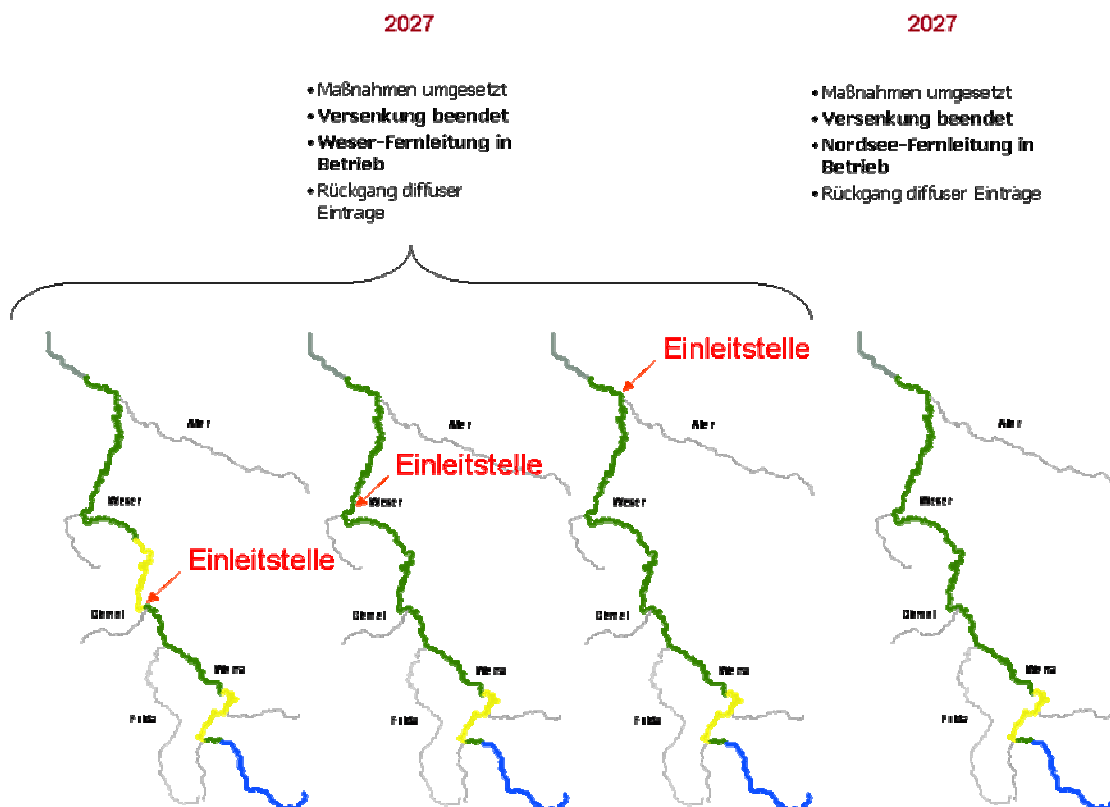 2027
• Maßnahmen umgesetzt
• Versenkung beendet
• Weser-Fernleitung in
Betrieb
• Rückgang diffuser
Eintrage
2027
• Maßnahmen umgesetzt
• Versenkung beendet
• Nordsee-Fernleitung in
Betrieb
• Rückgang diffuser Einträge
Aller
Weser
Einleitstelle
Diemel
Werra
Fulda
Aller
Einleitstelle
Weser
Diemel
Werra
Fulda
Einleitstelle
Aller
Weser
Diemel
Werra
Fulda
Aller
Weser
Diemel
Werra
Fulda